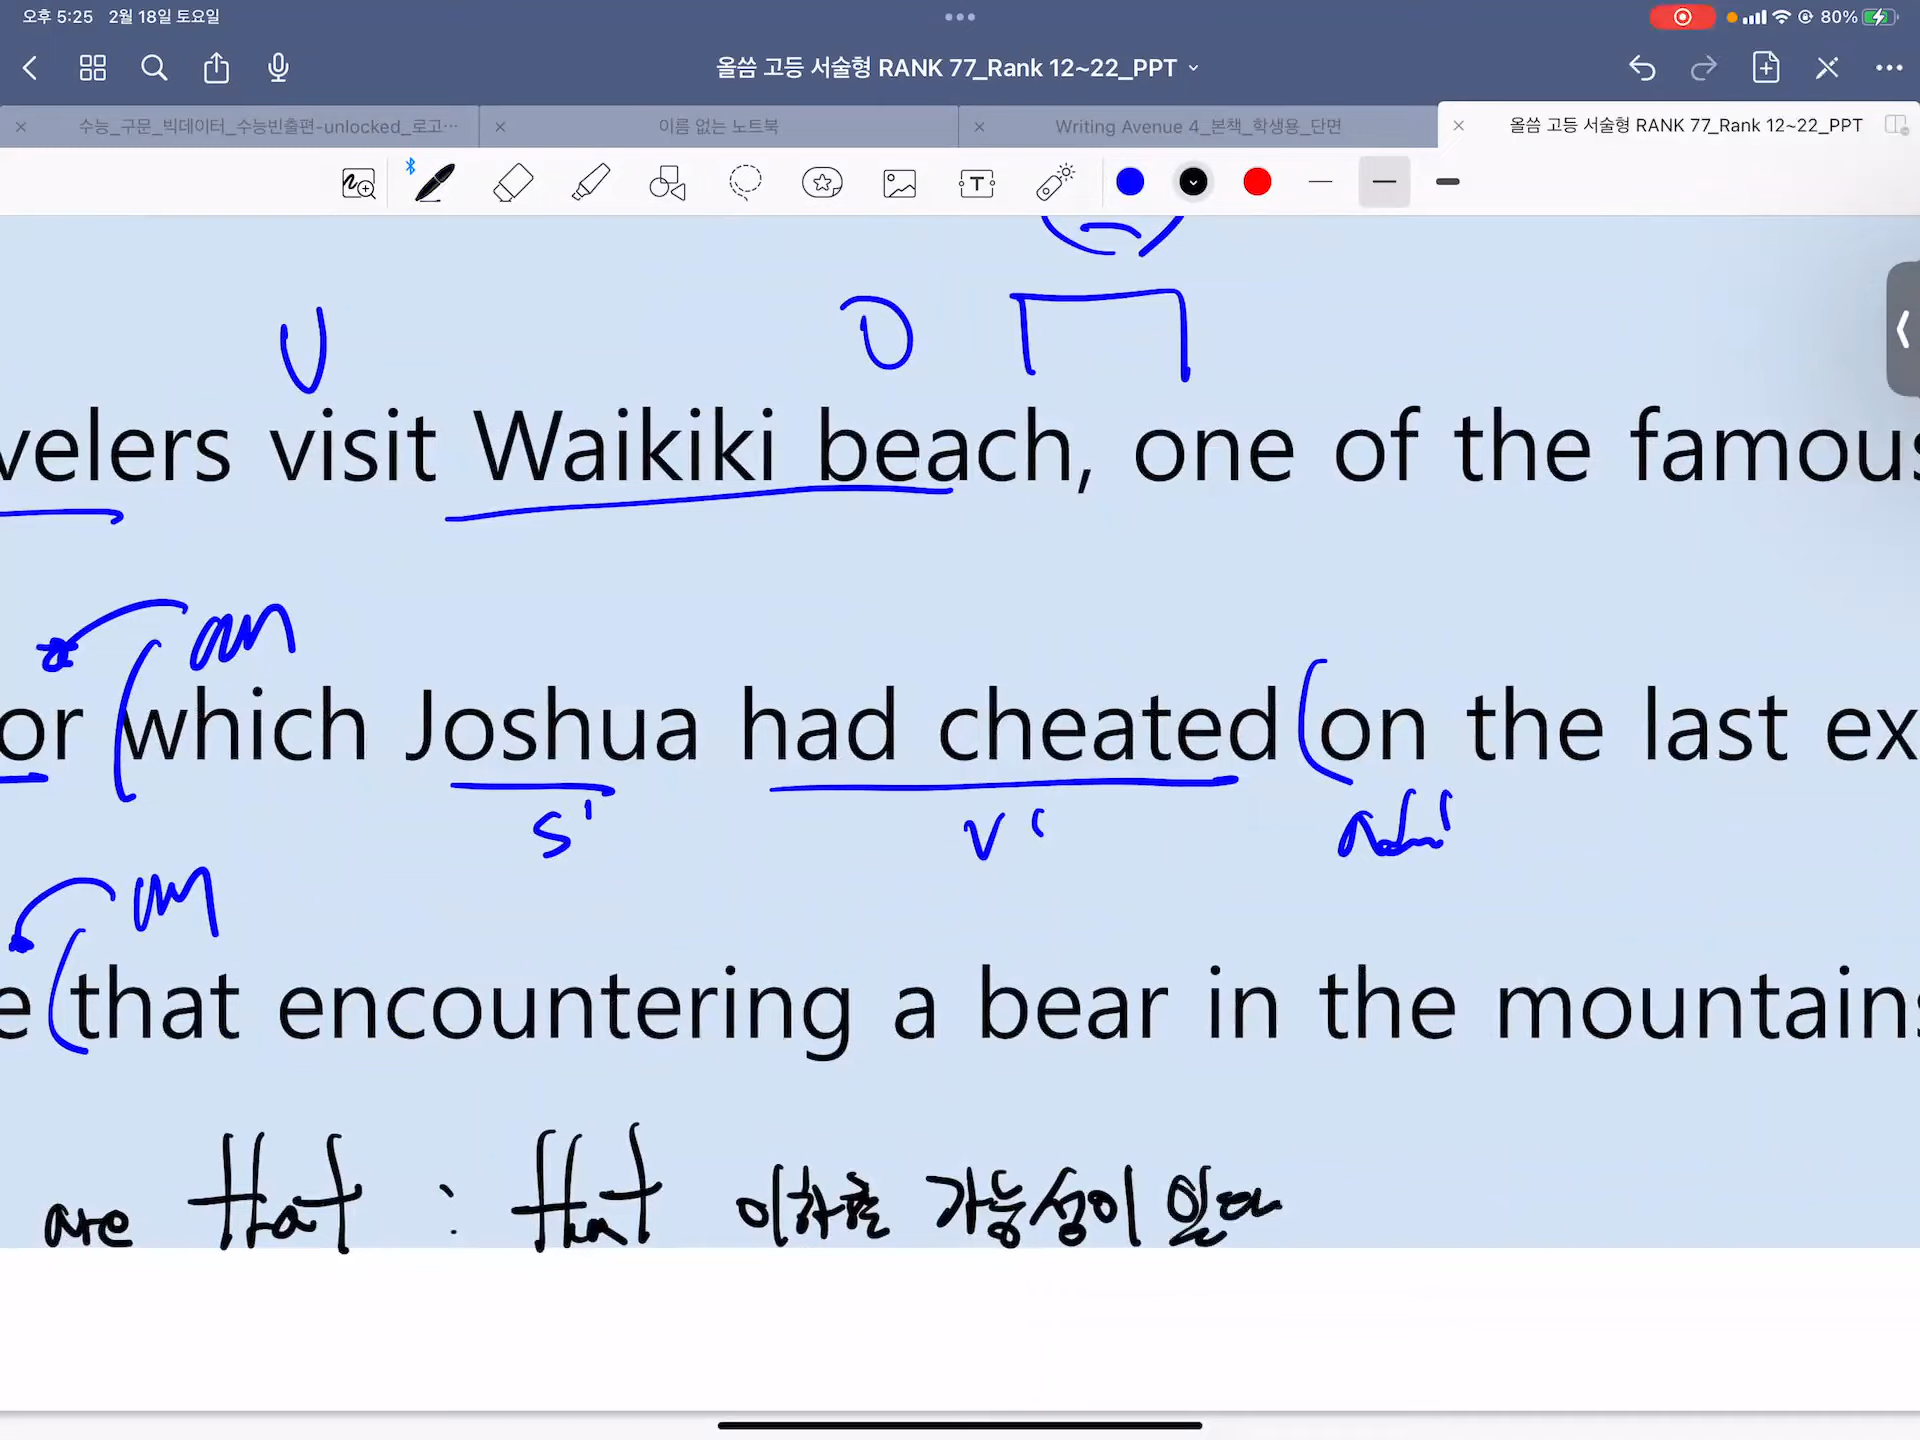 오후 5:25 2월 18일 토요일
80%
올씀 고등 서술형 RANK 77_Rank 12~22_PPT
수능_구문_빅데이터_수능빈출편-unlocked_로고…
이름 없는 노트북
Writing Avenue 4_본책_학생용_단면
올씀 고등 서술형 RANK 77_Rank 12~22_PPT
T
V O
velers visit Waikiki beach, one of the famous
or (which Joshua had cheated (on the last ex
S' V'
e (that encountering a bear in the mountains
are that : that 이하할 가능성이 있다